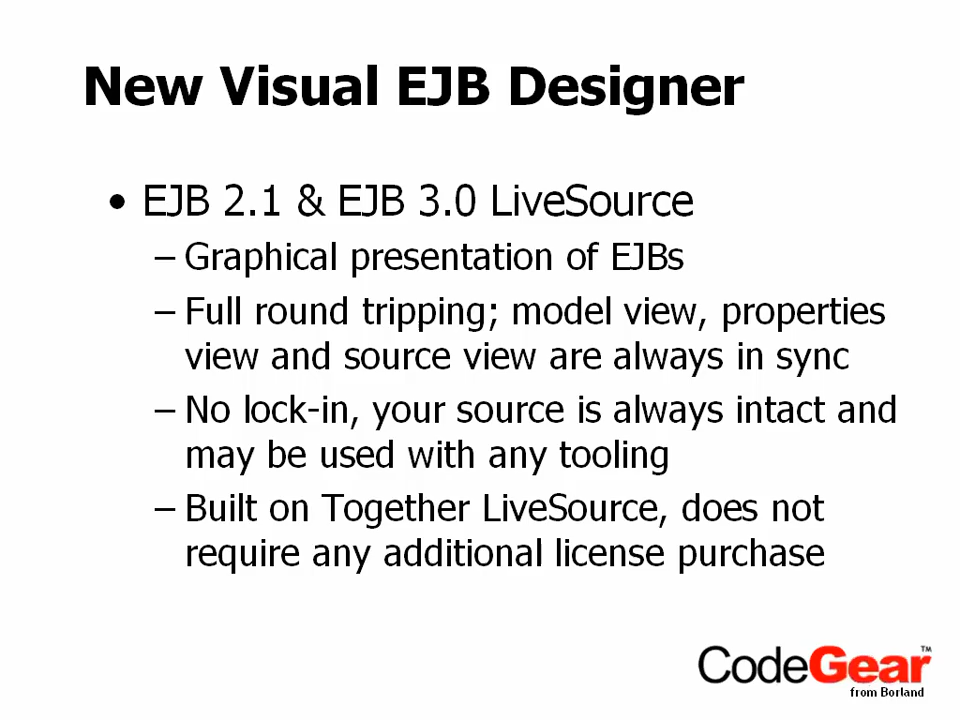 New Visual EJB Designer
• EJB 2.1 & EJB 3.0 LiveSource
– Graphical presentation of EJBs
– Full round tripping; model view, properties
view and source view are always in sync
– No lock-in, your source is always intact and
may be used with any tooling
– Built on Together LiveSource, does not
require any additional license purchase
CodeGear™
from Borland